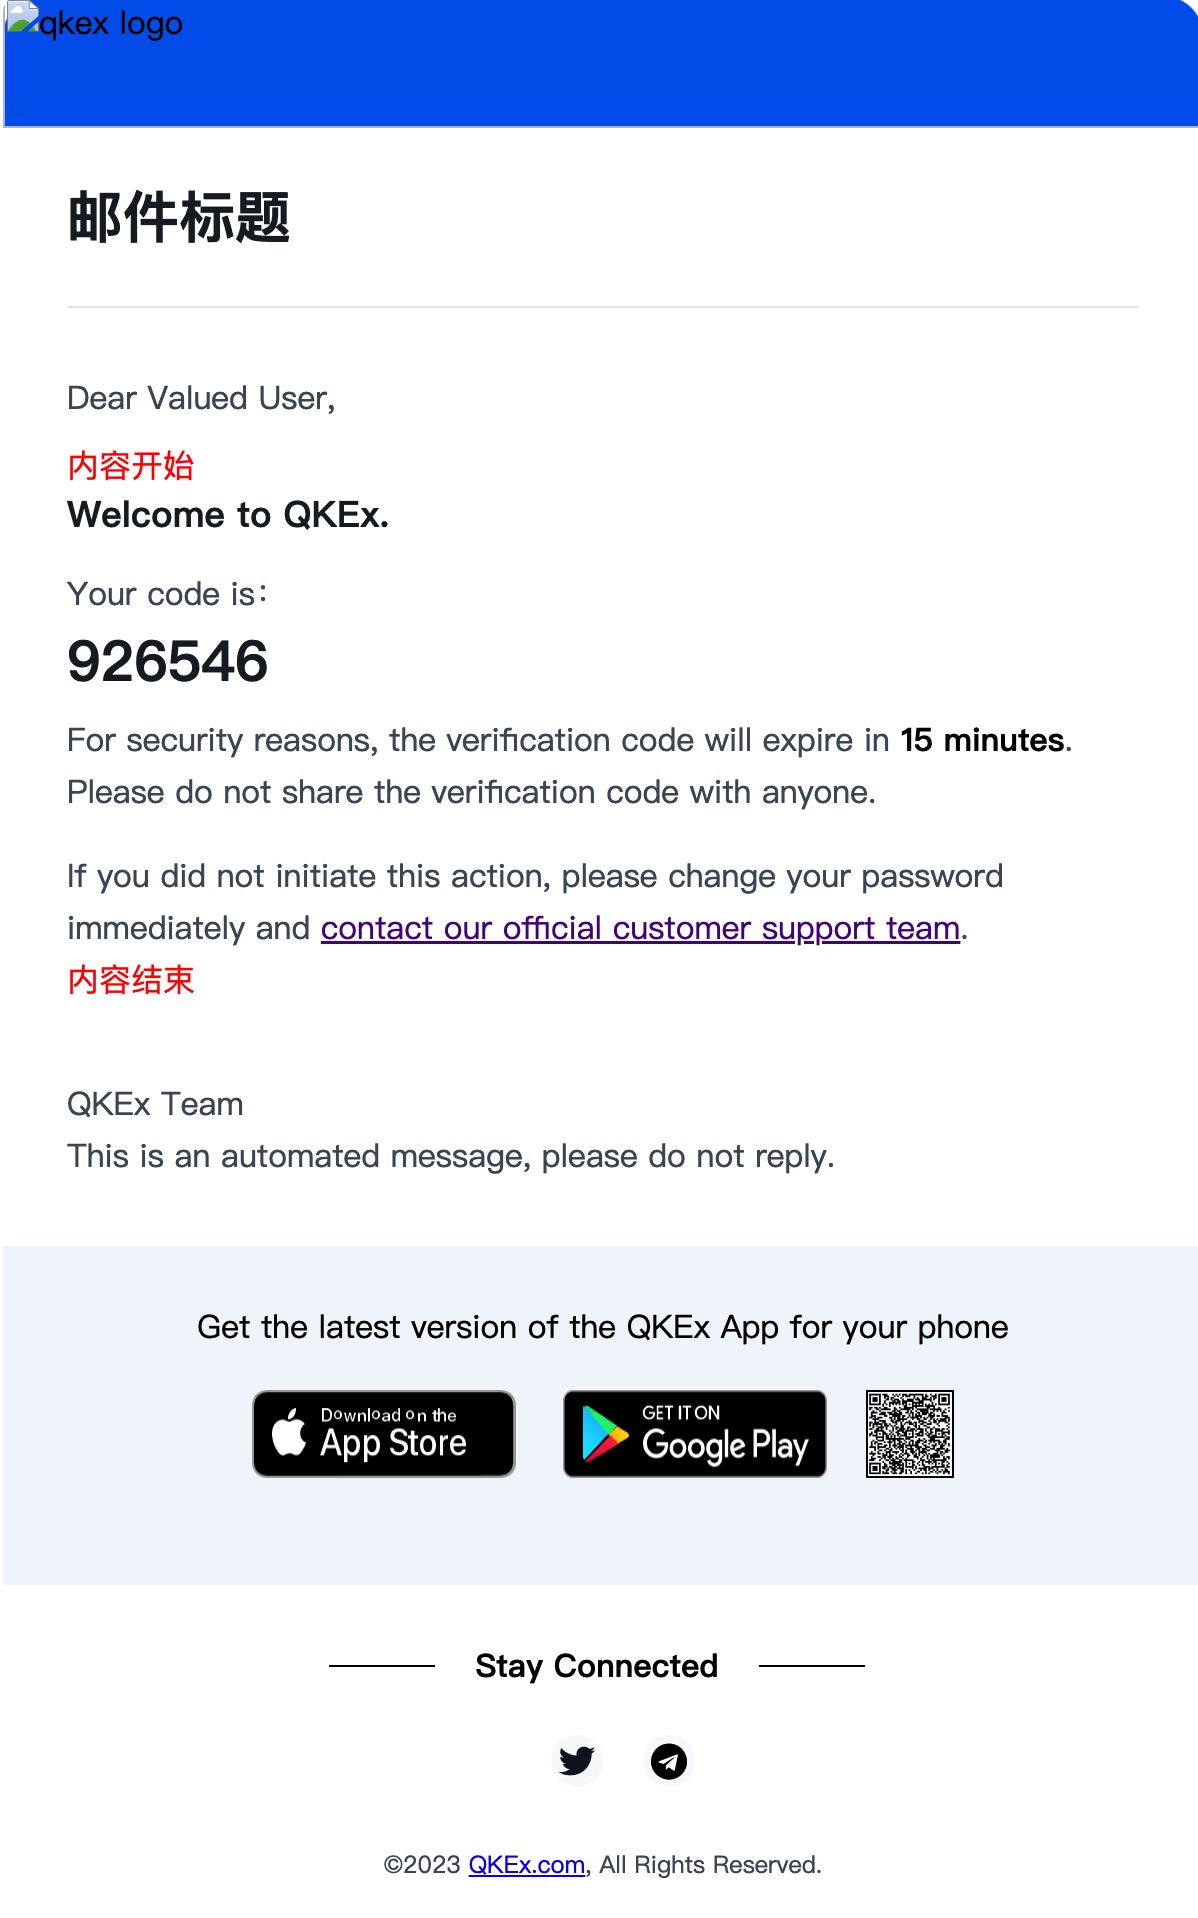 qkex logo
邮件标题
Dear Valued User,
内容开始
Welcome to QKEx.
Your code is：
926546
For security reasons, the verification code will expire in 15 minutes.
Please do not share the verification code with anyone.
If you did not initiate this action, please change your password
immediately and contact our official customer support team.
内容结束
QKEx Team
This is an automated message, please do not reply.
Get the latest version of the QKEx App for your phone
Download on the
App Store
GET IT ON
Google Play
Stay Connected
©2023 QKEx.com, All Rights Reserved.